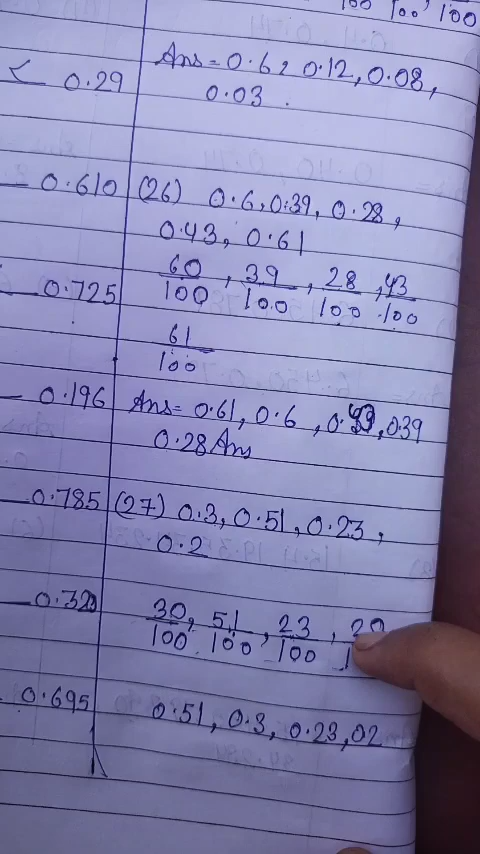 100 100, 100
< 0.29
Ans = 0.6, 0.12, 0.08,
0.03.
— 0.610
(26) 0.6, 0.39, 0.28,
0.43, 0.61
60/100, 39/100, 28/100, 43/100
— 0.725
61/100
— 0.196
Ans = 0.61, 0.6, 0.43, 039
0.28 Ans
— 0.785
(27) 0.3, 0.51, 0.23,
0.2
— 0.320
30/100, 51/100, 23/100, 20/1
0.695
0.51, 0.3, 0.23, 02